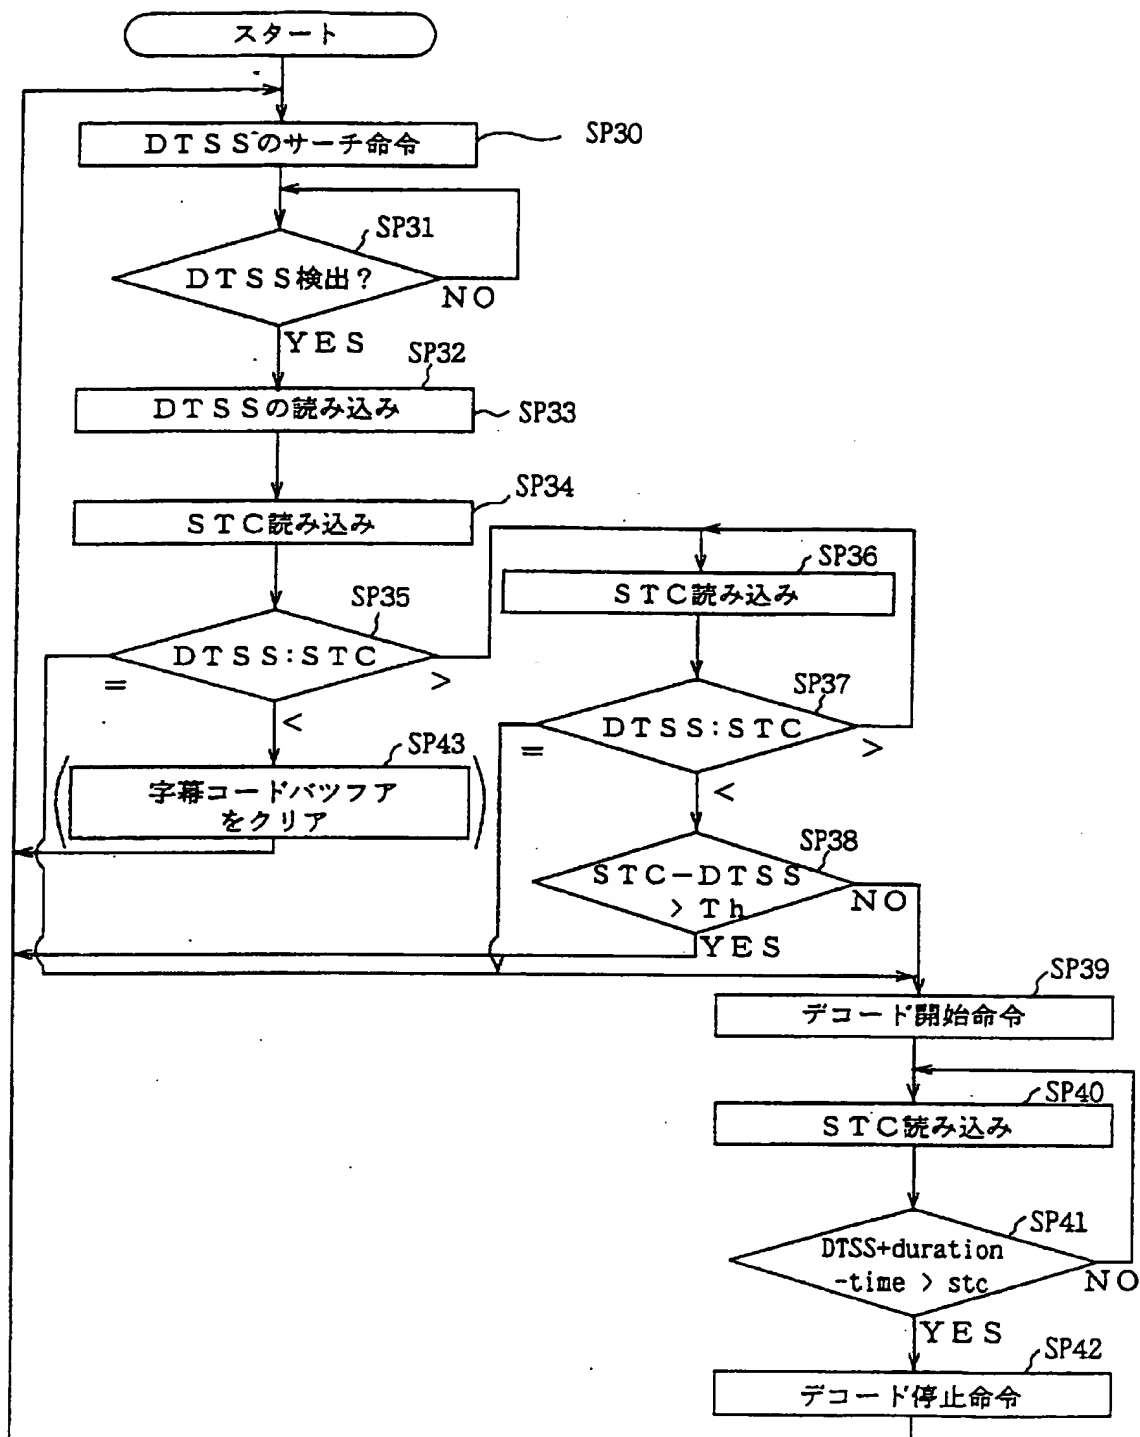 スタート
DTSSのサーチ命令
SP30
SP31
DTSS検出?
NO
YES
SP32
DTSSの読み込み
SP33
SP34
STC読み込み
SP36
STC読み込み
SP35
DTSS:STC
=
>
<
SP37
DTSS:STC
=
>
<
SP43
字幕コードバツフア
をクリア
SP38
STC-DTSS
> Th
NO
YES
SP39
デコード開始命令
SP40
STC読み込み
SP41
DTSS+duration
-time > stc
NO
YES
SP42
デコード停止命令